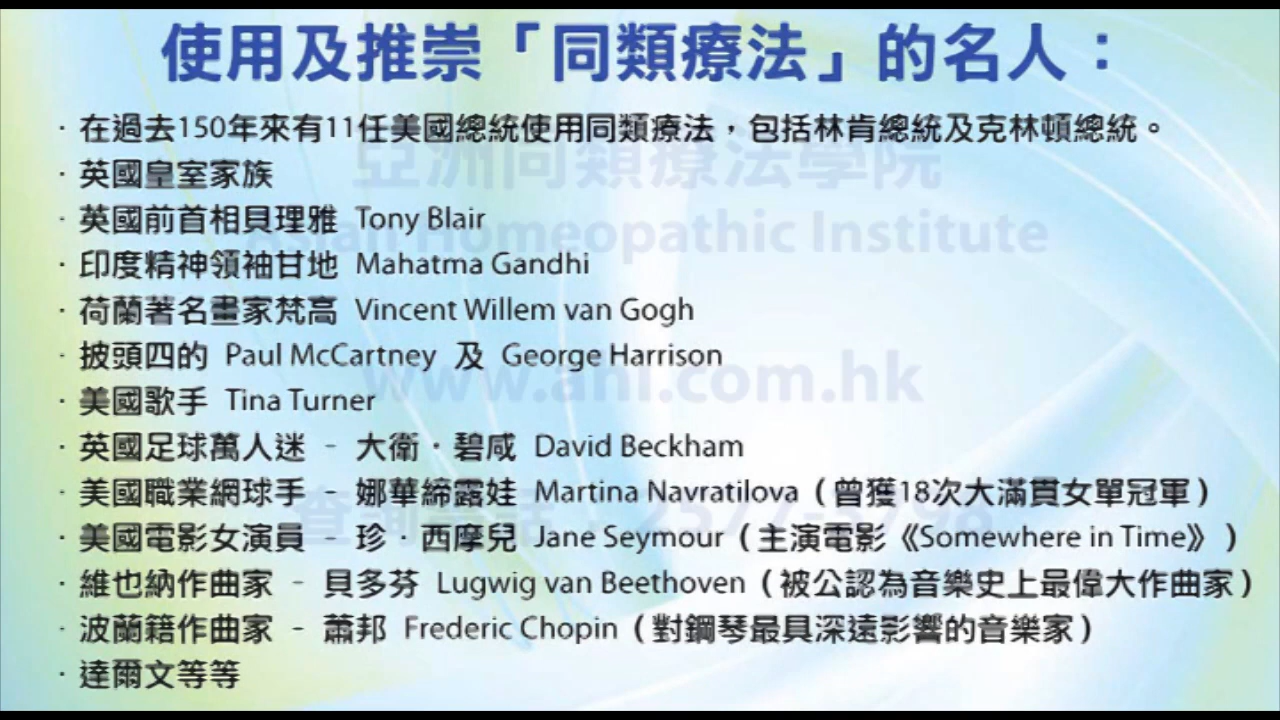 使用及推崇「同類療法」的名人：
· 在過去150年來有11任美國總統使用同類療法，包括林肯總統及克林頓總統。
· 英國皇室家族
· 英國前首相貝理雅 Tony Blair
· 印度精神領袖甘地 Mahatma Gandhi
· 荷蘭著名畫家梵高 Vincent Willem van Gogh
· 披頭四的 Paul McCartney 及 George Harrison
· 美國歌手 Tina Turner
· 英國足球萬人迷 – 大衛・碧咸 David Beckham
· 美國職業網球手 – 娜華締露娃 Martina Navratilova（曾獲18次大滿貫女單冠軍）
· 美國電影女演員 – 珍・西摩兒 Jane Seymour（主演電影《Somewhere in Time》）
· 維也納作曲家 – 貝多芬 Lugwig van Beethoven（被公認為音樂史上最偉大作曲家）
· 波蘭籍作曲家 – 蕭邦 Frederic Chopin（對鋼琴最具深遠影響的音樂家）
· 達爾文等等
亞洲同類療法學院
Asian Homeopathic Institute
www.ahi.com.hk